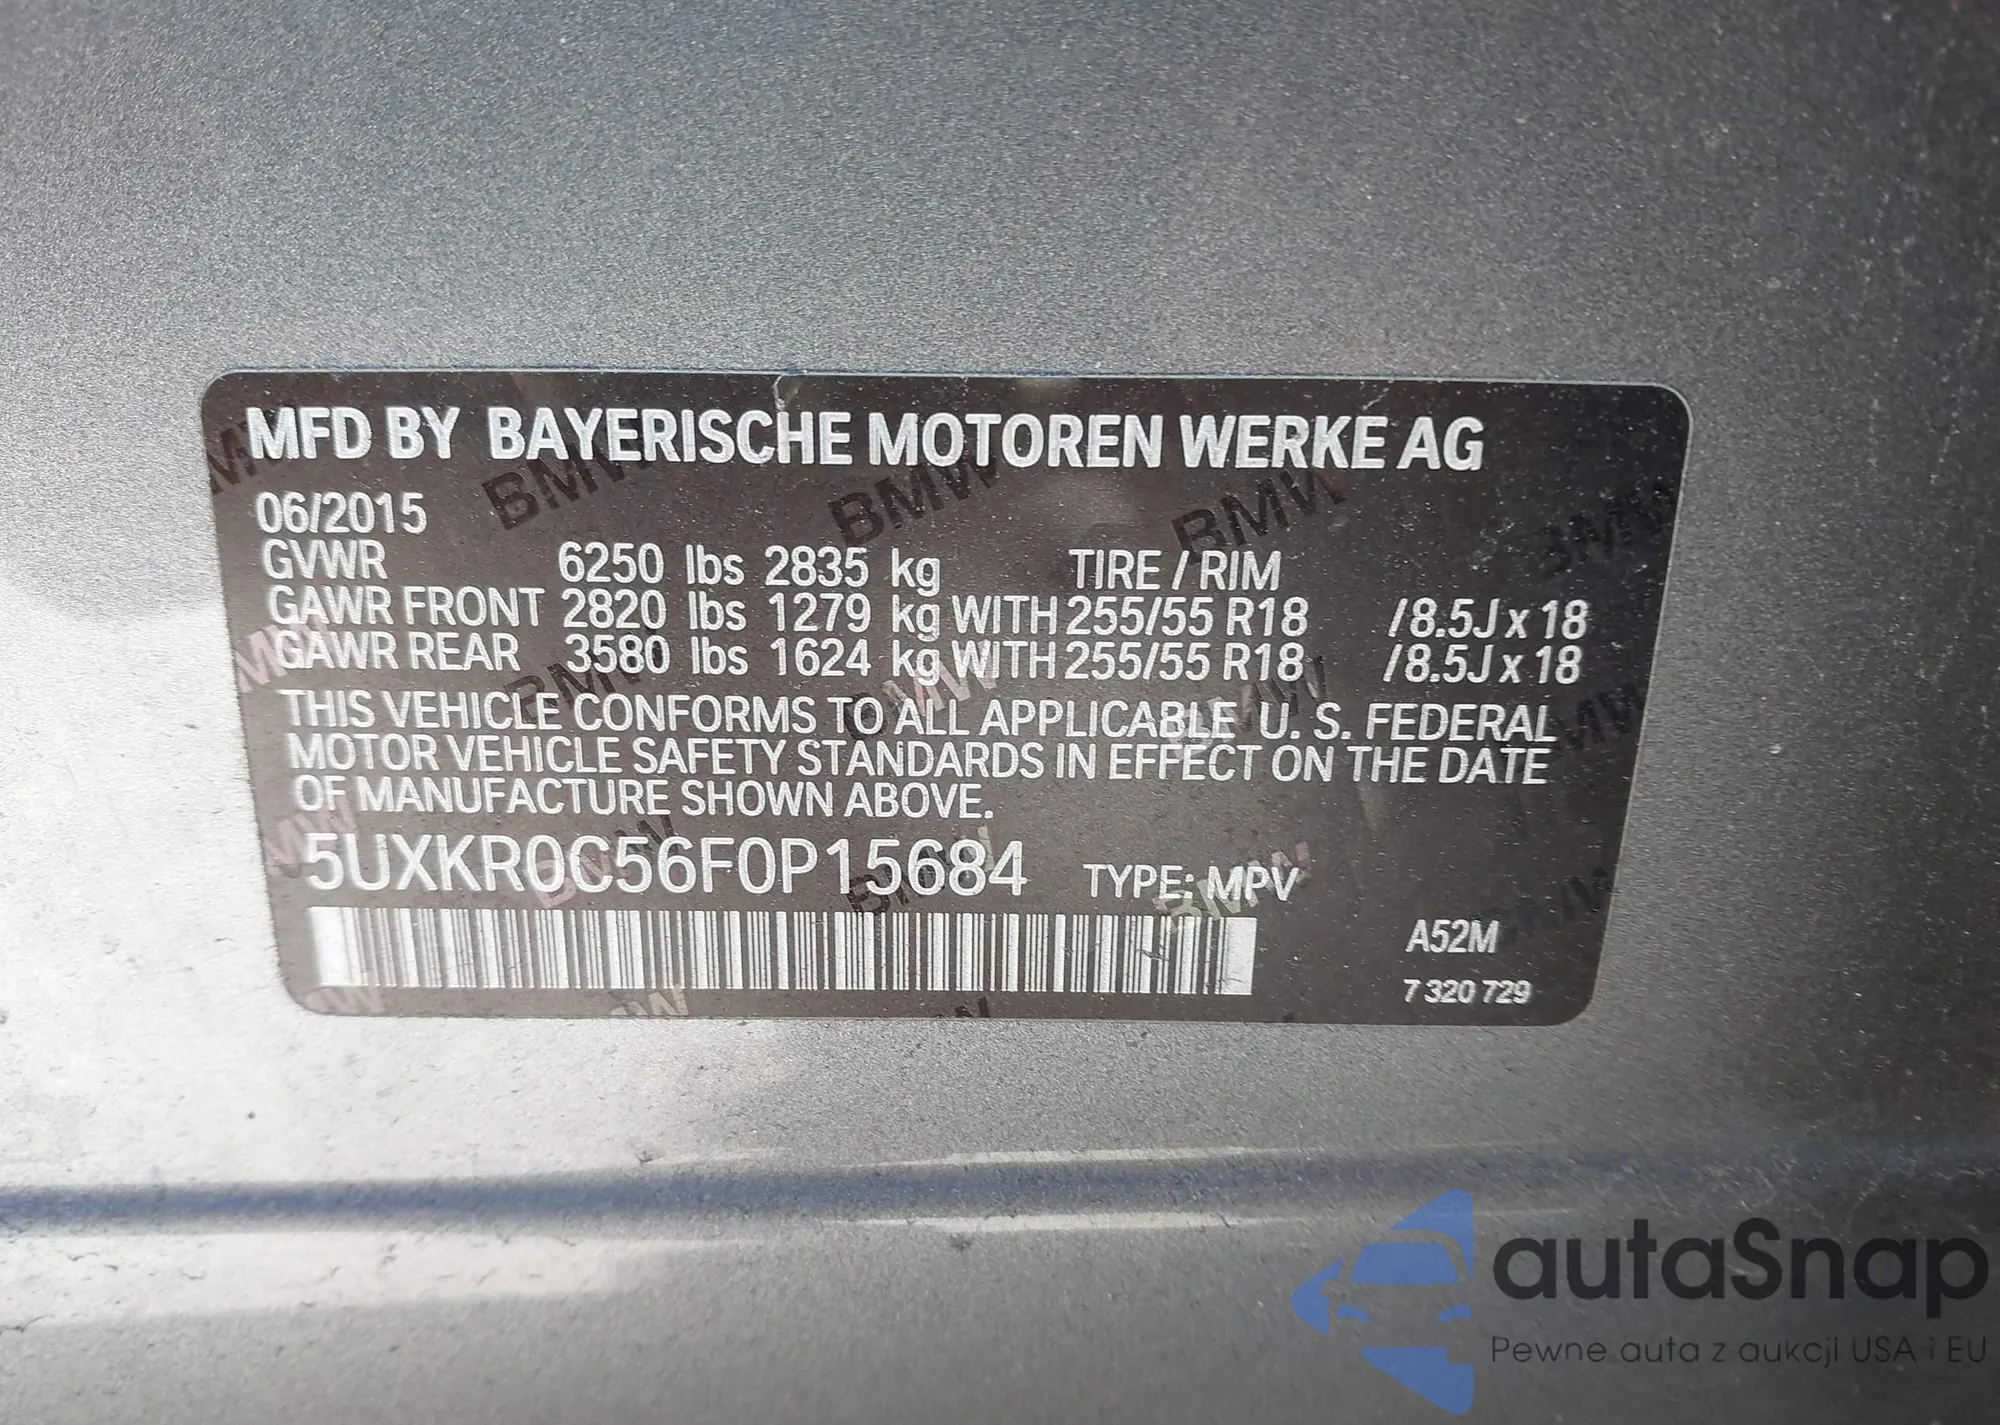 MFD BY BAYERISCHE MOTOREN WERKE AG
06/2015
GVWR 6250 lbs 2835 kg TIRE / RIM
GAWR FRONT 2820 lbs 1279 kg WITH 255/55 R18 /8.5J x 18
GAWR REAR 3580 lbs 1624 kg WITH 255/55 R18 /8.5J x 18
THIS VEHICLE CONFORMS TO ALL APPLICABLE U. S. FEDERAL
MOTOR VEHICLE SAFETY STANDARDS IN EFFECT ON THE DATE
OF MANUFACTURE SHOWN ABOVE.
5UXKR0C56F0P15684 TYPE: MPV
A52M
7 320 729
autaSnap
Pewne auta z aukcji USA i EU